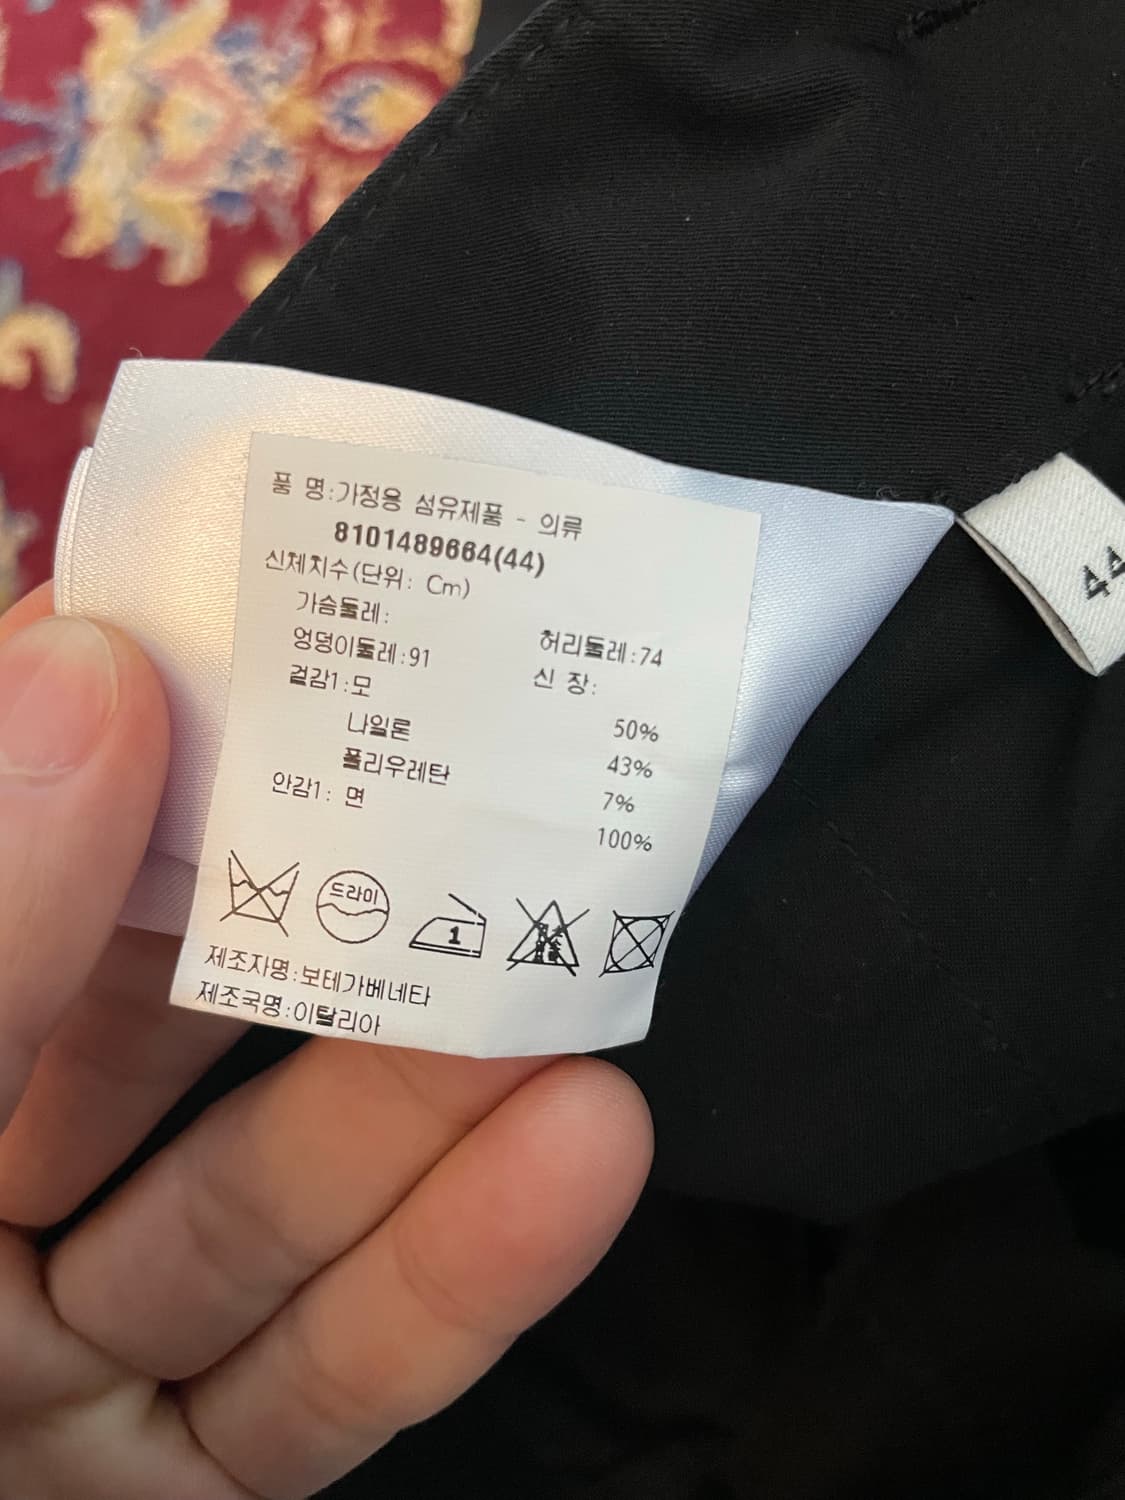 품 명:가정용 섬유제품 - 의류
8101489664(44)
신체치수(단위: Cm)
가슴둘레:
엉덩이둘레:91 허리둘레:74
신 장:
겉감1:모 50%
나일론 43%
폴리우레탄 7%
안감1: 면 100%
드라이
1
제조자명:보테가베네타
제조국명:이탈리아
44